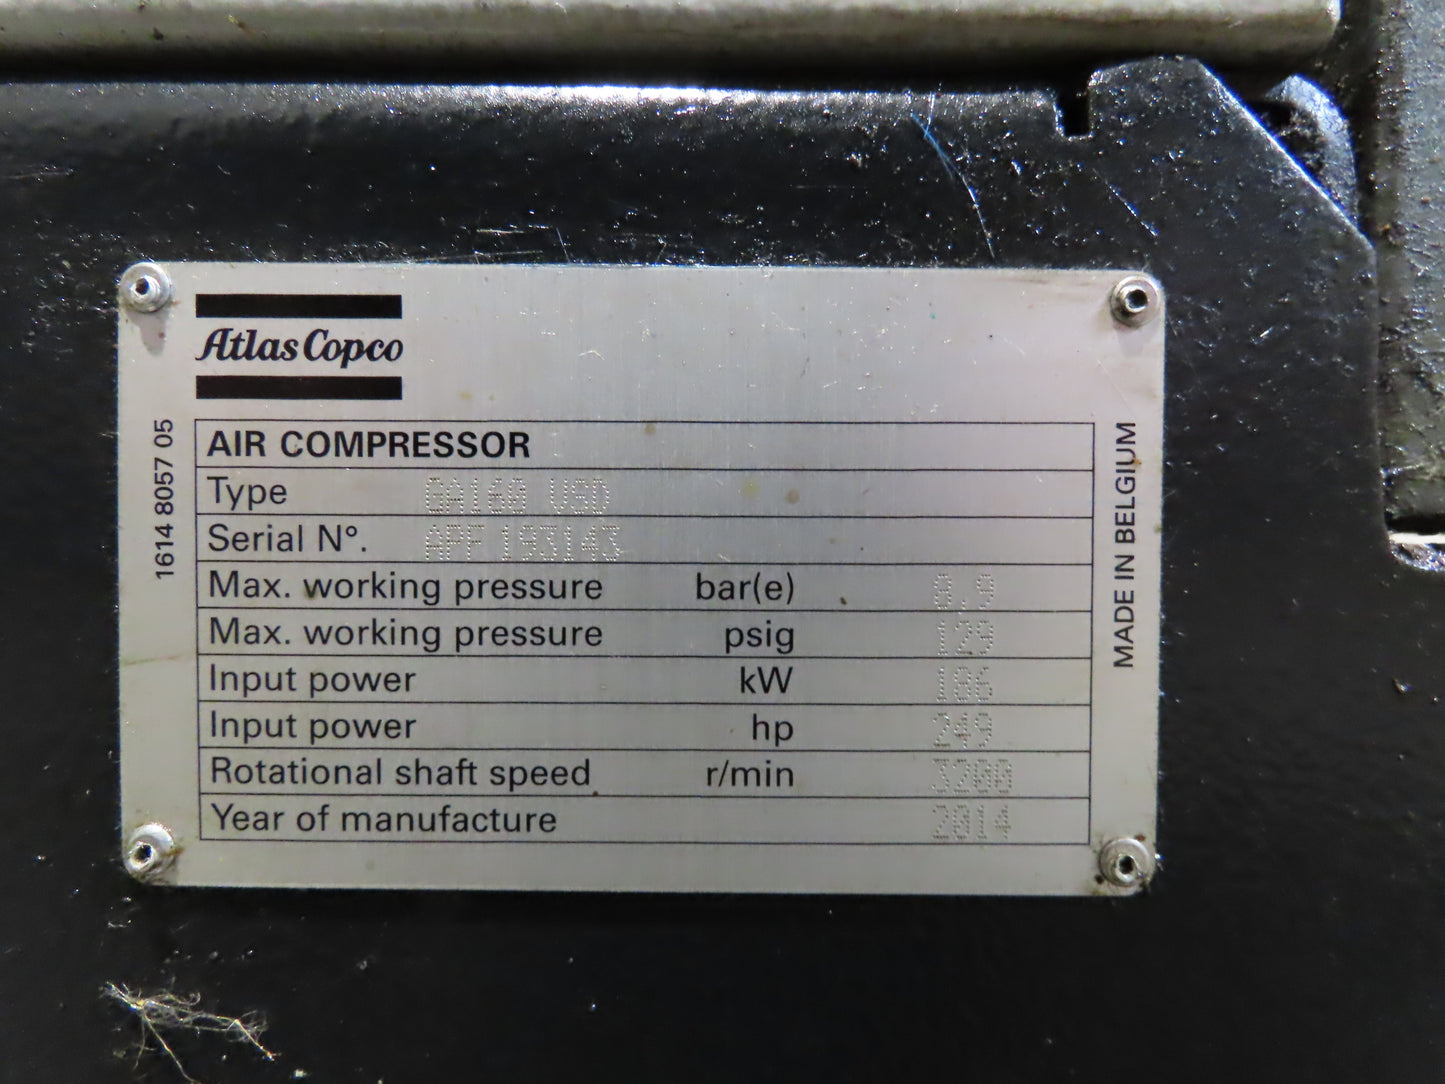 Atlas Copco
AIR COMPRESSOR
Type GA160 VSD
Serial N°. APF 193143
Max. working pressure bar(e) 8,9
Max. working pressure psig 129
Input power kW 186
Input power hp 249
Rotational shaft speed r/min 3200
Year of manufacture 2014
1614 8057 05
MADE IN BELGIUM